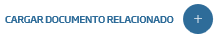 CARGAR DOCUMENTO RELACIONADO +